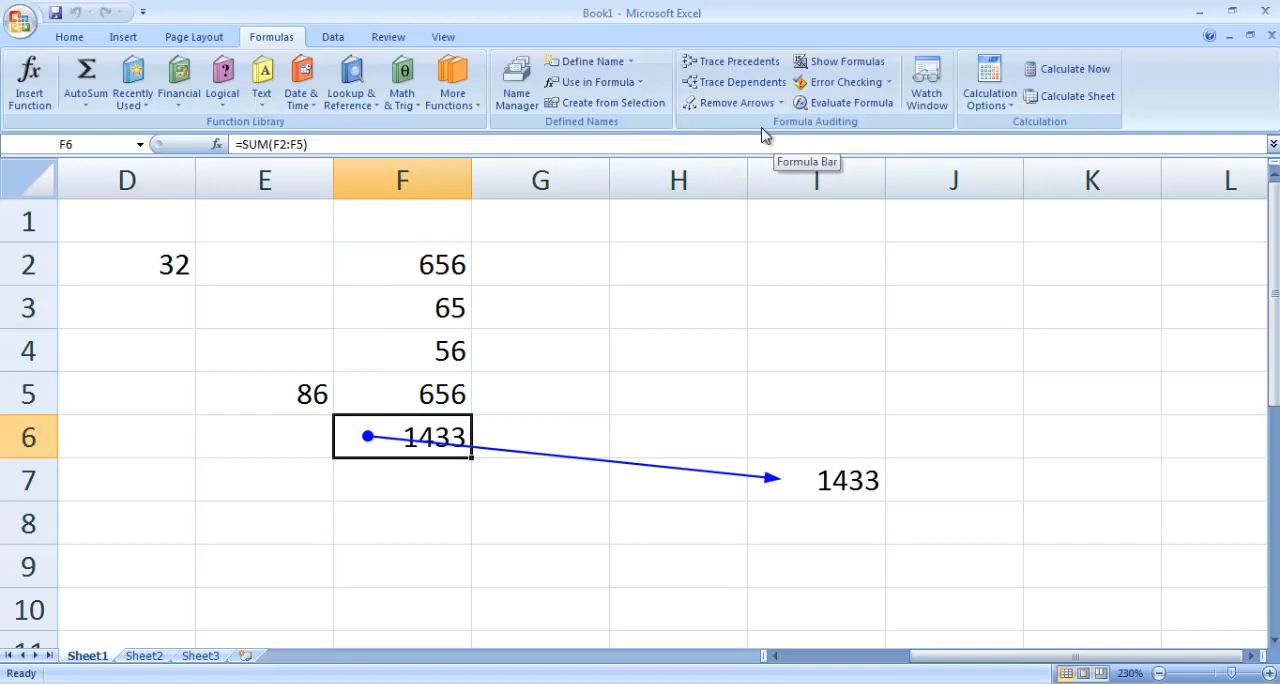 Book1 - Microsoft Excel
Home Insert Page Layout Formulas Data Review View
fx Insert Function
Σ AutoSum
Recently Used
Financial
? Logical
A Text
Date & Time
Lookup & Reference
θ Math & Trig
More Functions
Function Library
Name Manager
Define Name
Use in Formula
Create from Selection
Defined Names
Trace Precedents
Trace Dependents
Remove Arrows
Show Formulas
Error Checking
Evaluate Formula
Watch Window
Formula Auditing
Calculation Options
Calculate Now
Calculate Sheet
Calculation
F6 fx =SUM(F2:F5)
Formula Bar
D E F G H I J K L
1
2 32 656
3 65
4 56
5 86 656
6 1433
7 1433
8
9
10
11
Sheet1 Sheet2 Sheet3
Ready 230%